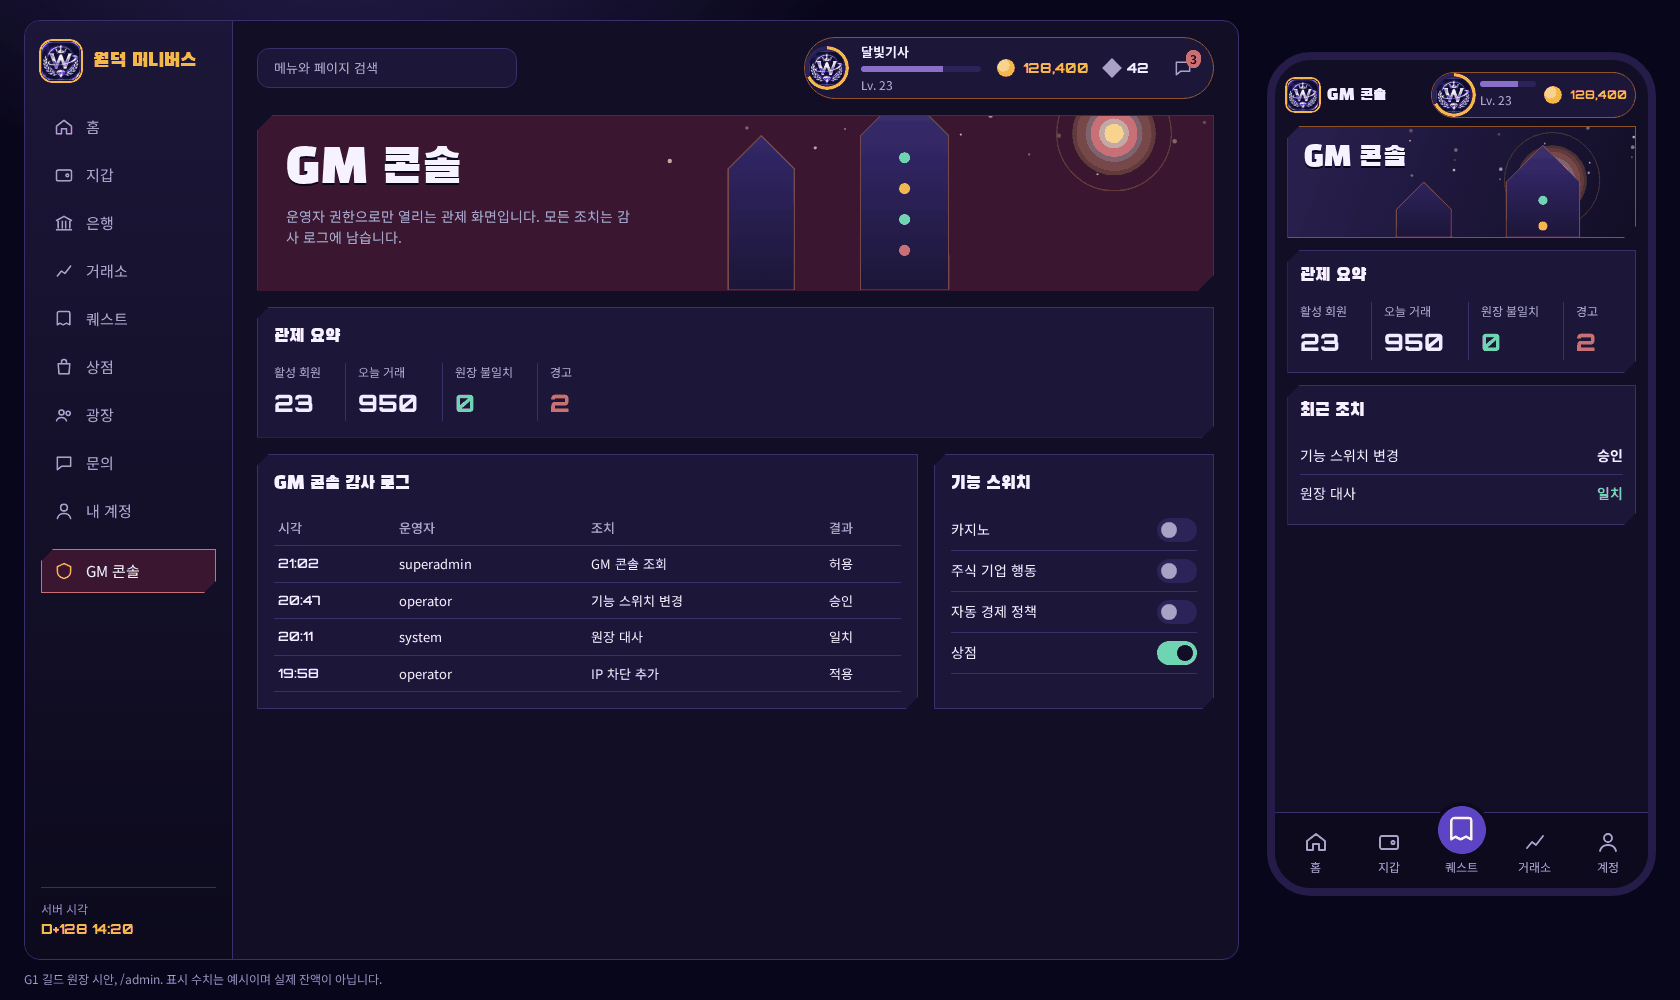 윈덕 머니버스
홈
지갑
은행
거래소
퀘스트
상점
광장
문의
내 계정
GM 콘솔
서버 시각
D+128 14:20
메뉴와 페이지 검색
달빛기사
Lv. 23
128,400
42
3
GM 콘솔
운영자 권한으로만 열리는 관제 화면입니다. 모든 조치는 감
사 로그에 남습니다.
관제 요약
활성 회원
오늘 거래
원장 불일치
경고
23
950
0
2
GM 콘솔 감사 로그
시각 운영자 조치 결과
21:02 superadmin GM 콘솔 조회 허용
20:47 operator 기능 스위치 변경 승인
20:11 system 원장 대사 일치
19:58 operator IP 차단 추가 적용
기능 스위치
카지노
주식 기업 행동
자동 경제 정책
상점
W
GM 콘솔
Lv. 23
128,400
GM 콘솔
관제 요약
활성 회원
오늘 거래
원장 불일치
경고
23
950
0
2
최근 조치
기능 스위치 변경 승인
원장 대사 일치
홈
지갑
퀘스트
거래소
계정
G1 길드 원장 시안, /admin. 표시 수치는 예시이며 실제 잔액이 아닙니다.